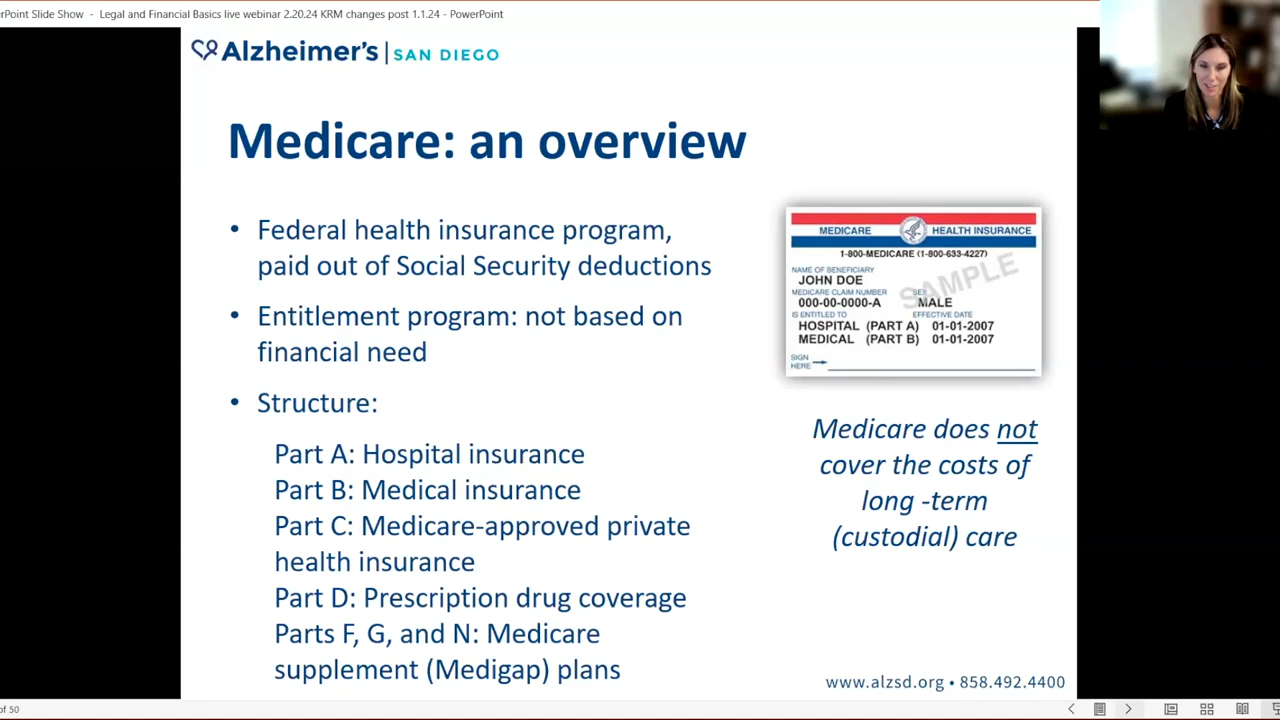 erPoint Slide Show - Legal and Financial Basics live webinar 2.20.24 KRM changes post 1.1.24 - PowerPoint
Alzheimer's | SAN DIEGO
Medicare: an overview
• Federal health insurance program,
paid out of Social Security deductions
• Entitlement program: not based on
financial need
• Structure:
Part A: Hospital insurance
Part B: Medical insurance
Part C: Medicare-approved private
health insurance
Part D: Prescription drug coverage
Parts F, G, and N: Medicare
supplement (Medigap) plans
MEDICARE HEALTH INSURANCE
1-800-MEDICARE (1-800-633-4227)
NAME OF BENEFICIARY
JOHN DOE
MEDICARE CLAIM NUMBER SEX
000-00-0000-A MALE
IS ENTITLED TO EFFECTIVE DATE
HOSPITAL (PART A) 01-01-2007
MEDICAL (PART B) 01-01-2007
SIGN
HERE
SAMPLE
Medicare does not
cover the costs of
long -term
(custodial) care
www.alzsd.org • 858.492.4400
of 50